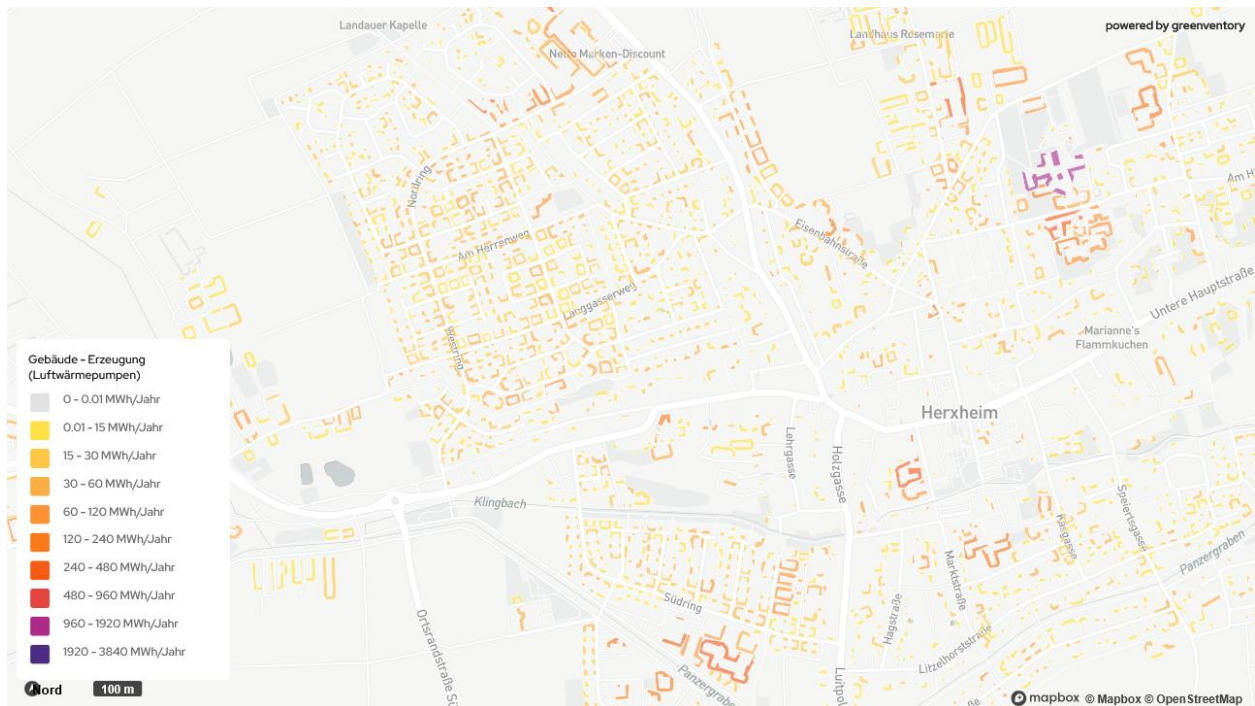 Landauer Kapelle
powered by greenventory
Landhaus Rosemarie
Netto Marken-Discount
Nordring
Am H
Am Herrenweg
Eisenbahnstraße
Langgasserweg
Untere Hauptstraße
Westring
Marianne's
Flammkuchen
Gebäude - Erzeugung
(Luftwärmepumpen)
0 - 0.01 MWh/Jahr
0.01 - 15 MWh/Jahr
15 - 30 MWh/Jahr
30 - 60 MWh/Jahr
60 - 120 MWh/Jahr
120 - 240 MWh/Jahr
240 - 480 MWh/Jahr
480 - 960 MWh/Jahr
960 - 1920 MWh/Jahr
1920 - 3840 MWh/Jahr
Herxheim
Lehrgasse
Holzgasse
Klingbach
Speiertsgasse
Käsgasse
Marktstraße
Panzergraben
Südring
Hagstraße
Ortsrandstraße Sü
Litzelhorststraße
Panzergraben
Luitpol
Nord
100 m
mapbox © Mapbox © OpenStreetMap